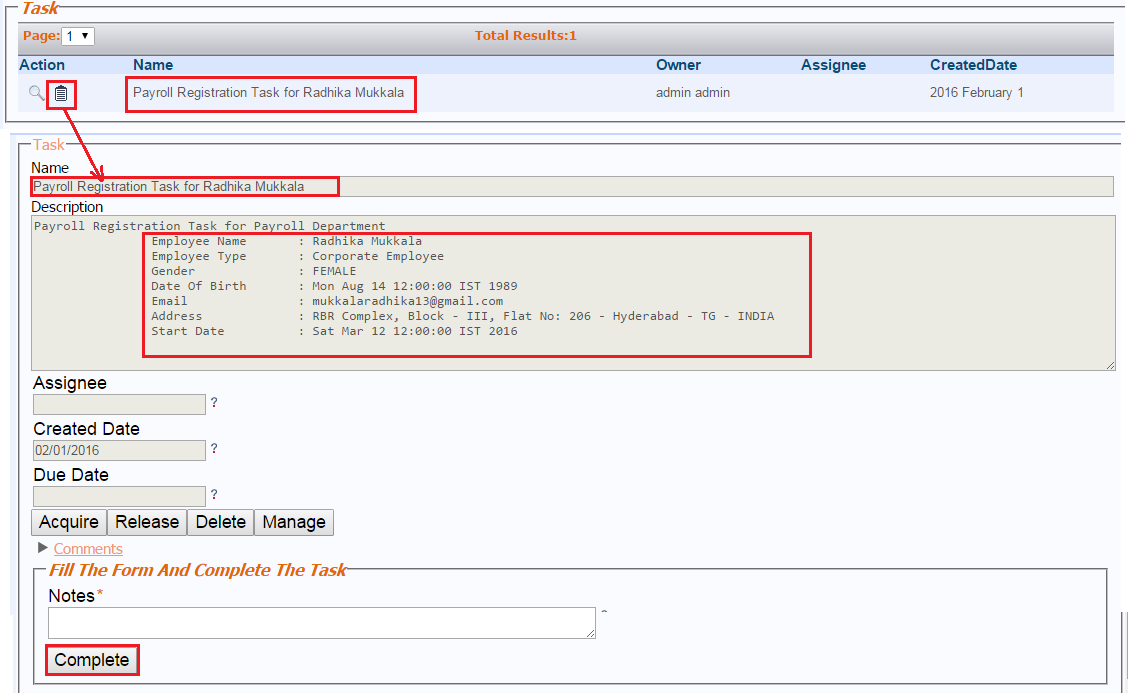 Task
Page: 1 Total Results:1
Action Name Owner Assignee CreatedDate
Payroll Registration Task for Radhika Mukkala admin admin 2016 February 1
Task
Name
Payroll Registration Task for Radhika Mukkala
Description
Payroll Registration Task for Payroll Department
Employee Name : Radhika Mukkala
Employee Type : Corporate Employee
Gender : FEMALE
Date Of Birth : Mon Aug 14 12:00:00 IST 1989
Email : mukkalaradhika13@gmail.com
Address : RBR Complex, Block - III, Flat No: 206 - Hyderabad - TG - INDIA
Start Date : Sat Mar 12 12:00:00 IST 2016
Assignee
?
Created Date
02/01/2016 ?
Due Date
?
Acquire Release Delete Manage
Comments
Fill The Form And Complete The Task
Notes*
Complete